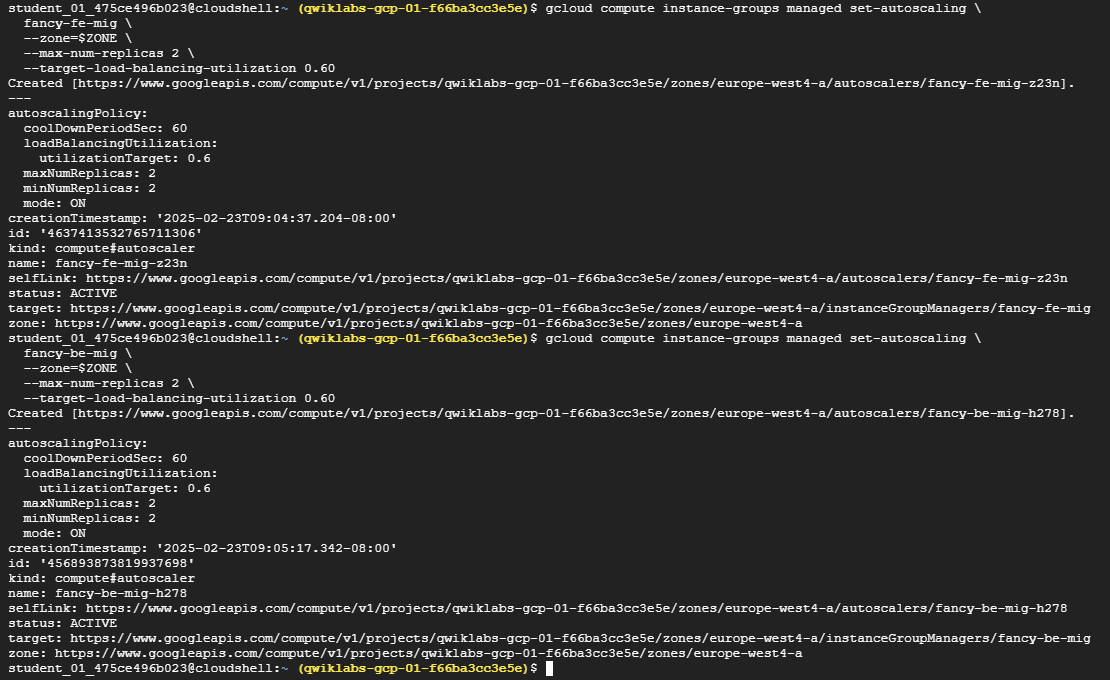 student_01_475ce496b023@cloudshell:~ (qwiklabs-gcp-01-f66ba3cc3e5e)$ gcloud compute instance-groups managed set-autoscaling \
  fancy-fe-mig \
  --zone=$ZONE \
  --max-num-replicas 2 \
  --target-load-balancing-utilization 0.60
Created [https://www.googleapis.com/compute/v1/projects/qwiklabs-gcp-01-f66ba3cc3e5e/zones/europe-west4-a/autoscalers/fancy-fe-mig-z23n].
---
autoscalingPolicy:
  coolDownPeriodSec: 60
  loadBalancingUtilization:
    utilizationTarget: 0.6
  maxNumReplicas: 2
  minNumReplicas: 2
  mode: ON
creationTimestamp: '2025-02-23T09:04:37.204-08:00'
id: '4637413532765711306'
kind: compute#autoscaler
name: fancy-fe-mig-z23n
selfLink: https://www.googleapis.com/compute/v1/projects/qwiklabs-gcp-01-f66ba3cc3e5e/zones/europe-west4-a/autoscalers/fancy-fe-mig-z23n
status: ACTIVE
target: https://www.googleapis.com/compute/v1/projects/qwiklabs-gcp-01-f66ba3cc3e5e/zones/europe-west4-a/instanceGroupManagers/fancy-fe-mig
zone: https://www.googleapis.com/compute/v1/projects/qwiklabs-gcp-01-f66ba3cc3e5e/zones/europe-west4-a
student_01_475ce496b023@cloudshell:~ (qwiklabs-gcp-01-f66ba3cc3e5e)$ gcloud compute instance-groups managed set-autoscaling \
  fancy-be-mig \
  --zone=$ZONE \
  --max-num-replicas 2 \
  --target-load-balancing-utilization 0.60
Created [https://www.googleapis.com/compute/v1/projects/qwiklabs-gcp-01-f66ba3cc3e5e/zones/europe-west4-a/autoscalers/fancy-be-mig-h278].
---
autoscalingPolicy:
  coolDownPeriodSec: 60
  loadBalancingUtilization:
    utilizationTarget: 0.6
  maxNumReplicas: 2
  minNumReplicas: 2
  mode: ON
creationTimestamp: '2025-02-23T09:05:17.342-08:00'
id: '456893873819937698'
kind: compute#autoscaler
name: fancy-be-mig-h278
selfLink: https://www.googleapis.com/compute/v1/projects/qwiklabs-gcp-01-f66ba3cc3e5e/zones/europe-west4-a/autoscalers/fancy-be-mig-h278
status: ACTIVE
target: https://www.googleapis.com/compute/v1/projects/qwiklabs-gcp-01-f66ba3cc3e5e/zones/europe-west4-a/instanceGroupManagers/fancy-be-mig
zone: https://www.googleapis.com/compute/v1/projects/qwiklabs-gcp-01-f66ba3cc3e5e/zones/europe-west4-a
student_01_475ce496b023@cloudshell:~ (qwiklabs-gcp-01-f66ba3cc3e5e)$